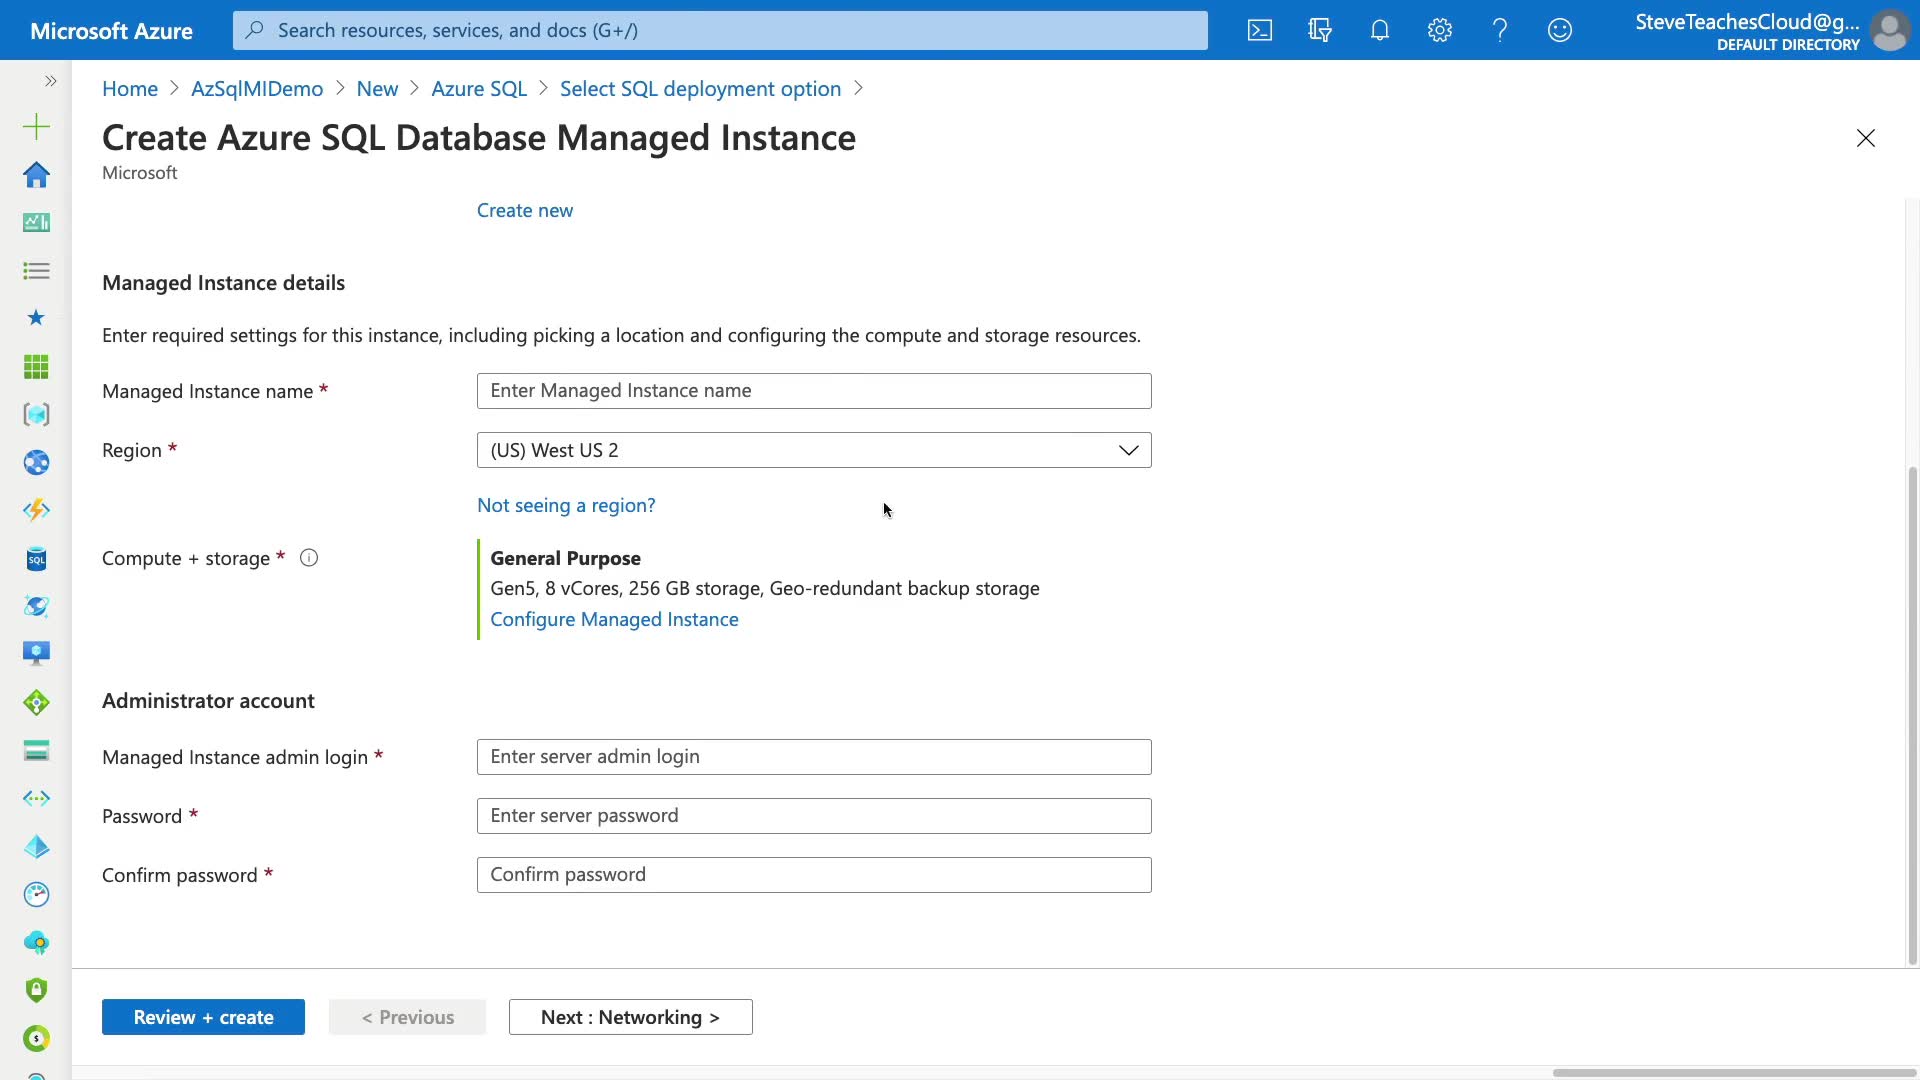 Microsoft Azure
Search resources, services, and docs (G+/)
SteveTeachesCloud@g...
DEFAULT DIRECTORY
Home > AzSqlMIDemo > New > Azure SQL > Select SQL deployment option >
Create Azure SQL Database Managed Instance
Microsoft
Create new
Managed Instance details
Enter required settings for this instance, including picking a location and configuring the compute and storage resources.
Managed Instance name *
Enter Managed Instance name
Region *
(US) West US 2
Not seeing a region?
Compute + storage *
General Purpose
Gen5, 8 vCores, 256 GB storage, Geo-redundant backup storage
Configure Managed Instance
Administrator account
Managed Instance admin login *
Enter server admin login
Password *
Enter server password
Confirm password *
Confirm password
Review + create
< Previous
Next : Networking >
SQL